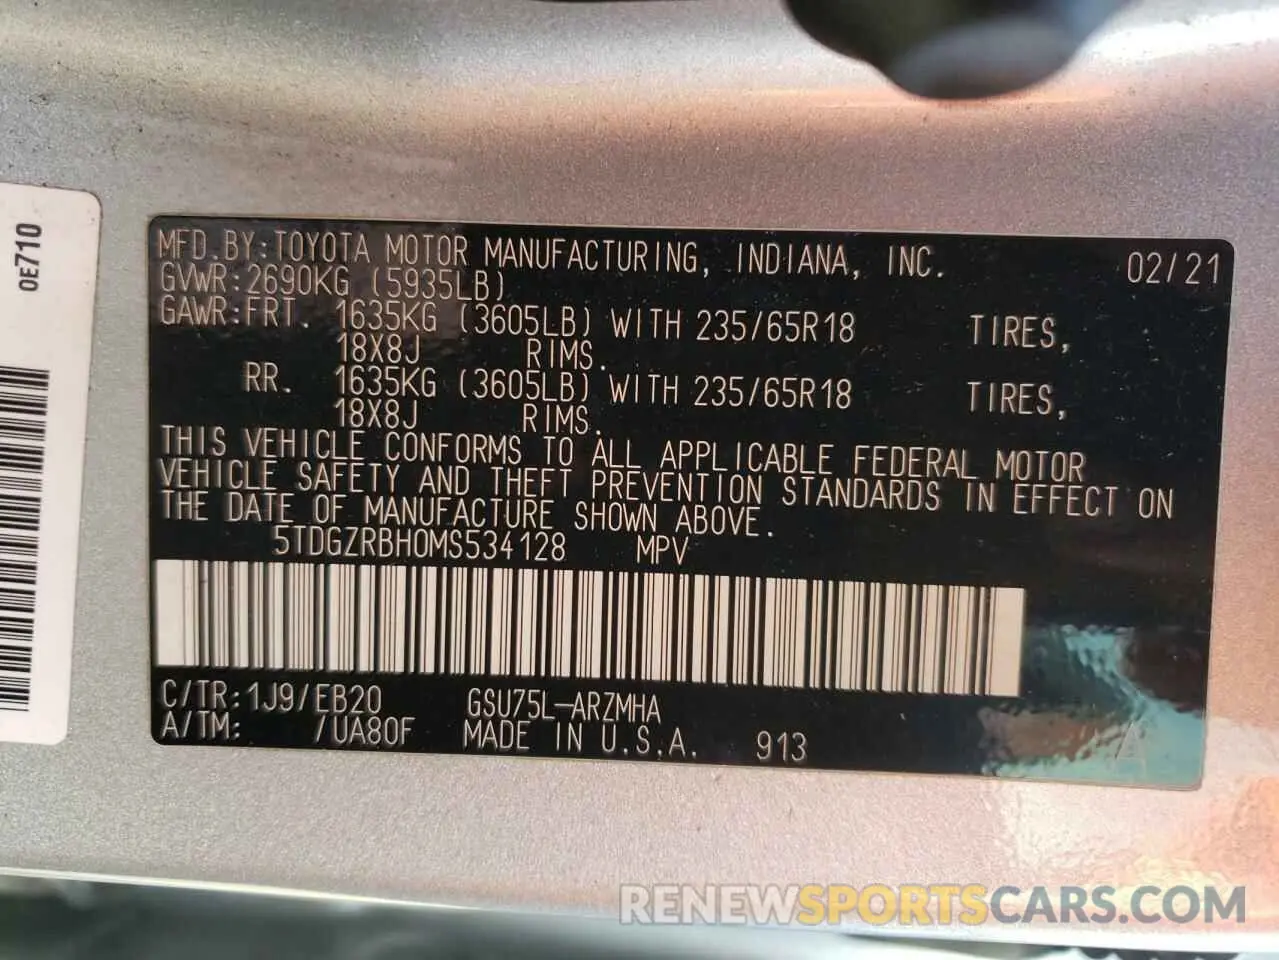 0E710
MFD.BY:TOYOTA MOTOR MANUFACTURING, INDIANA, INC. 02/21
GVWR:2690KG (5935LB)
GAWR:FRT. 1635KG (3605LB) WITH 235/65R18 TIRES,
18X8J RIMS.
RR. 1635KG (3605LB) WITH 235/65R18 TIRES,
18X8J RIMS.
THIS VEHICLE CONFORMS TO ALL APPLICABLE FEDERAL MOTOR
VEHICLE SAFETY AND THEFT PREVENTION STANDARDS IN EFFECT ON
THE DATE OF MANUFACTURE SHOWN ABOVE.
5TDGZRBH0MS534128 MPV
C/TR:1J9/EB20 GSU75L-ARZMHA
A/TM: /UA80F MADE IN U.S.A. 913 A
RENEWSPORTSCARS.COM